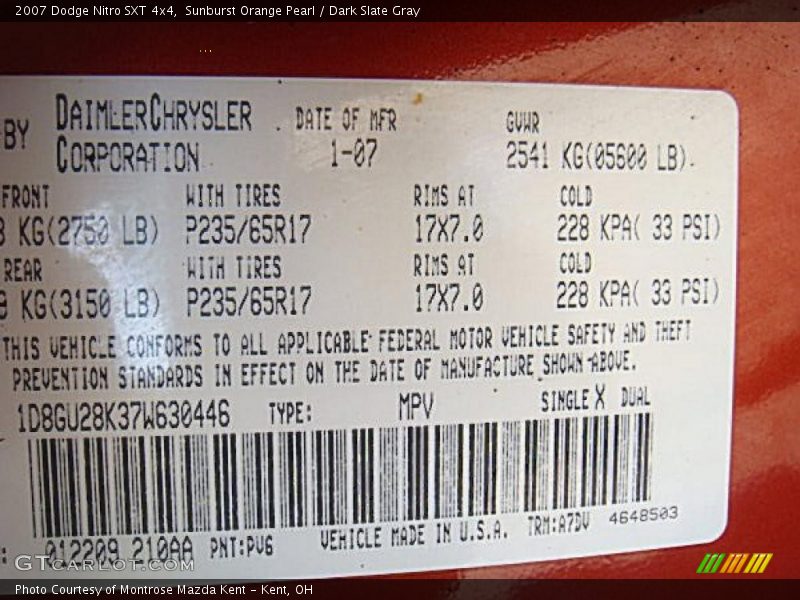 2007 Dodge Nitro SXT 4x4,  Sunburst Orange Pearl / Dark Slate Gray
BY DAIMLERCHRYSLER CORPORATION DATE OF MFR 1-07 GVWR 2541 KG(05600 LB).
FRONT WITH TIRES RIMS AT COLD
KG(2750 LB) P235/65R17 17X7.0 228 KPA( 33 PSI)
REAR WITH TIRES RIMS AT COLD
KG(3150 LB) P235/65R17 17X7.0 228 KPA( 33 PSI)
THIS VEHICLE CONFORMS TO ALL APPLICABLE FEDERAL MOTOR VEHICLE SAFETY AND THEFT
PREVENTION STANDARDS IN EFFECT ON THE DATE OF MANUFACTURE SHOWN ABOVE.
1D8GU28K37W630446 TYPE: MPV SINGLE X DUAL
012209 210AA PNT:PV6 VEHICLE MADE IN U.S.A. TRM:A7DV 4648503
GTCARLOT.COM
Photo Courtesy of Montrose Mazda Kent - Kent, OH